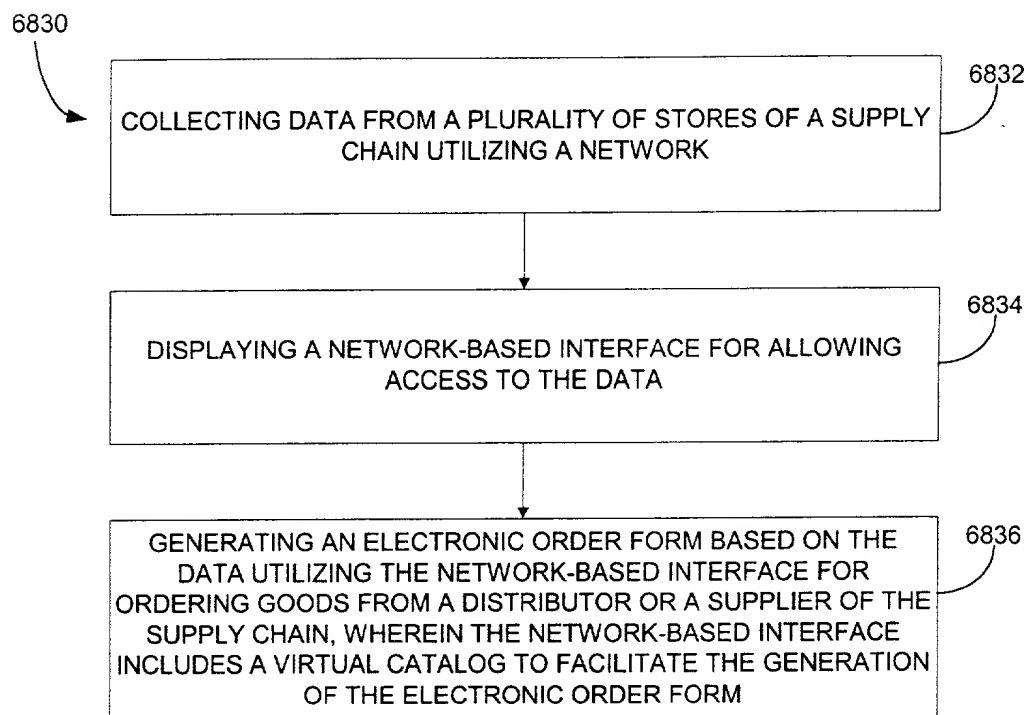 6830
6832
COLLECTING DATA FROM A PLURALITY OF STORES OF A SUPPLY
CHAIN UTILIZING A NETWORK
6834
DISPLAYING A NETWORK-BASED INTERFACE FOR ALLOWING
ACCESS TO THE DATA
6836
GENERATING AN ELECTRONIC ORDER FORM BASED ON THE
DATA UTILIZING THE NETWORK-BASED INTERFACE FOR
ORDERING GOODS FROM A DISTRIBUTOR OR A SUPPLIER OF THE
SUPPLY CHAIN, WHEREIN THE NETWORK-BASED INTERFACE
INCLUDES A VIRTUAL CATALOG TO FACILITATE THE GENERATION
OF THE ELECTRONIC ORDER FORM